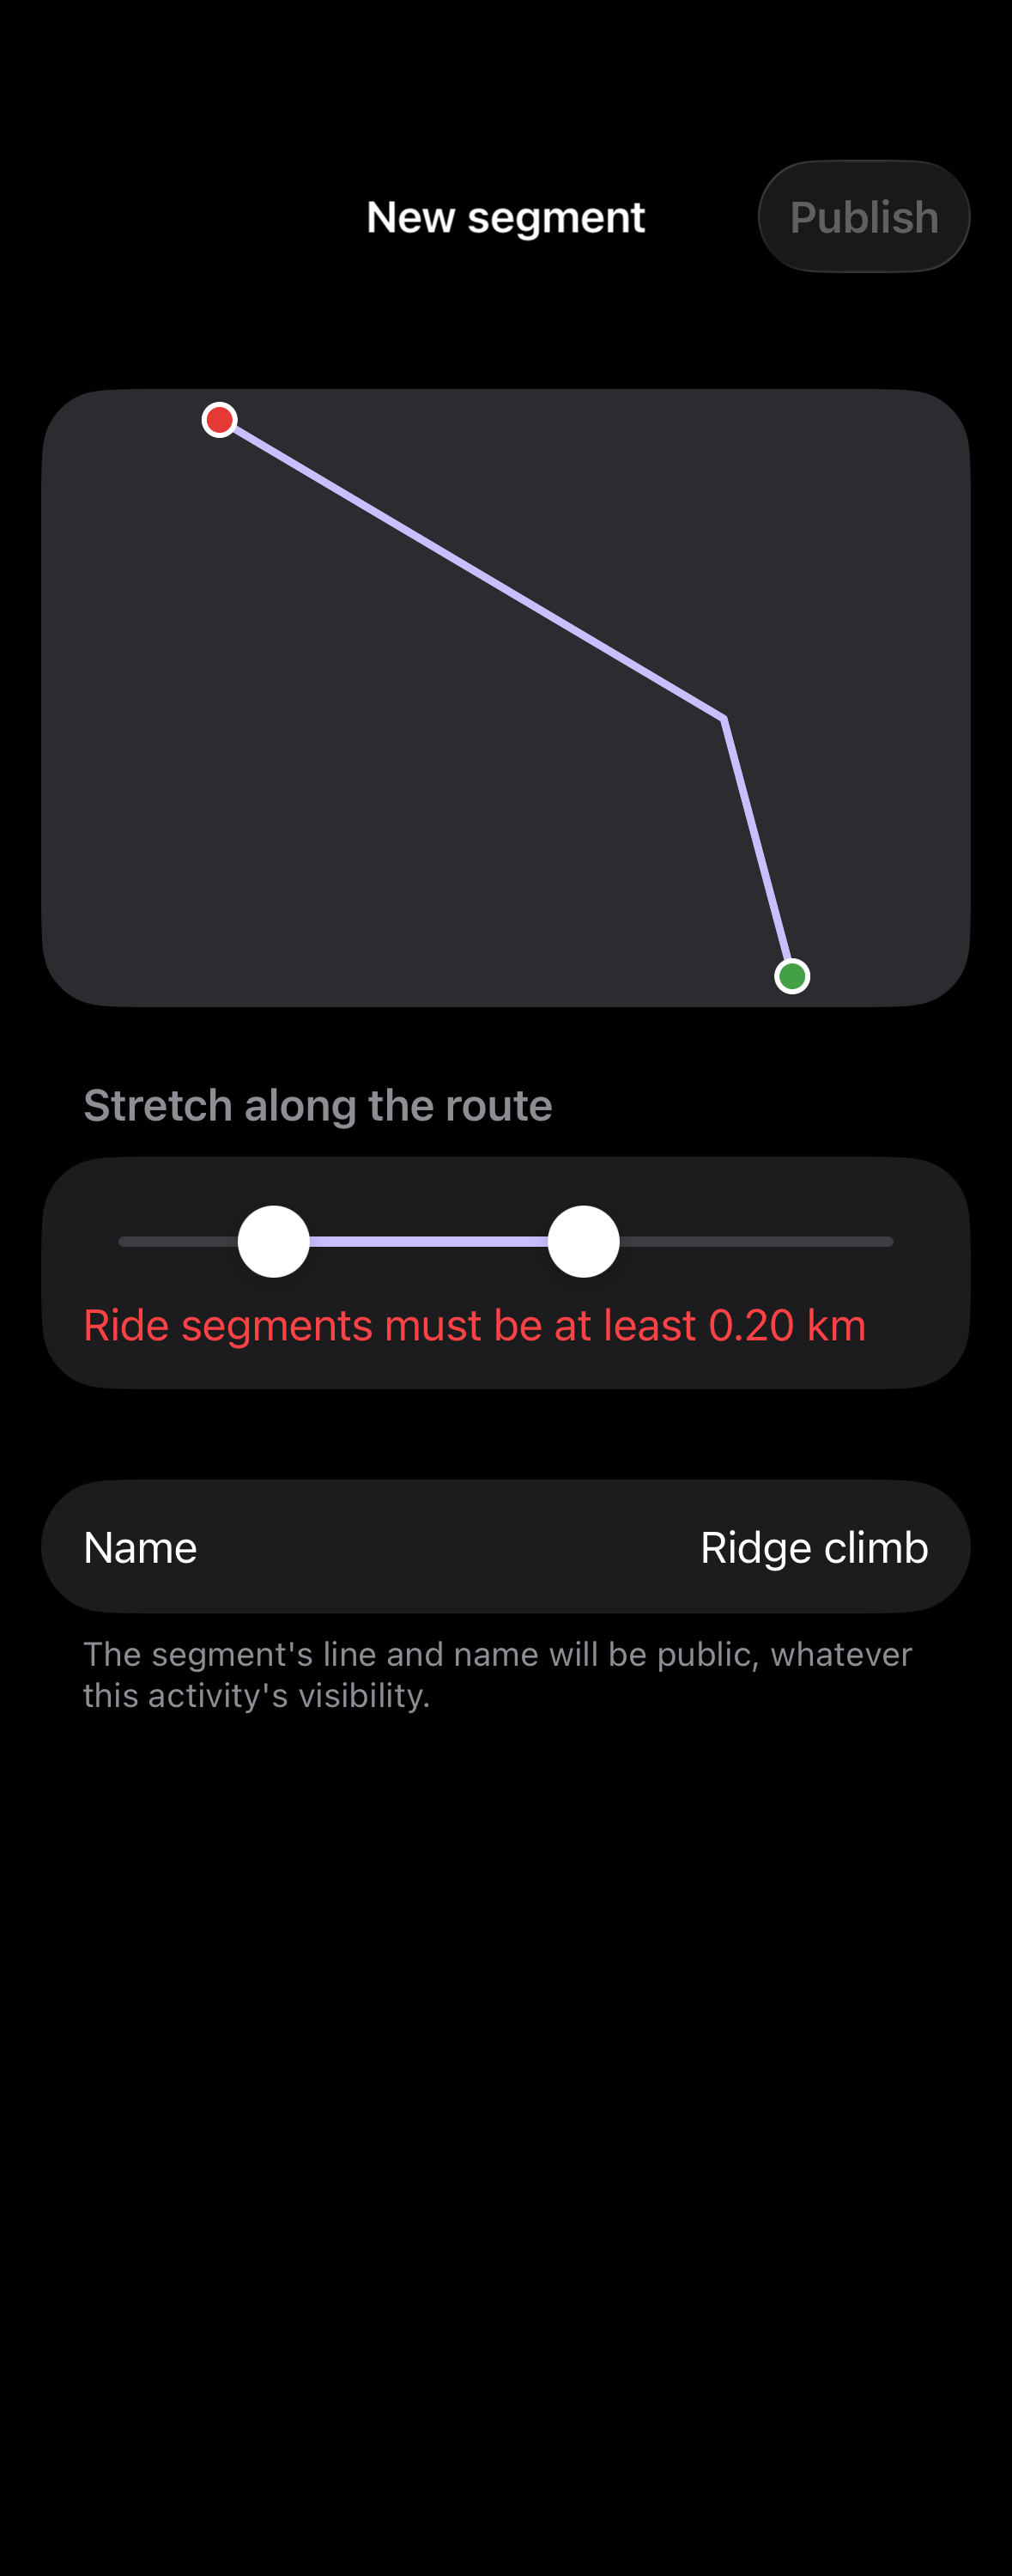 New segment
Publish
Stretch along the route
Ride segments must be at least 0.20 km
Name
Ridge climb
The segment's line and name will be public, whatever
this activity's visibility.